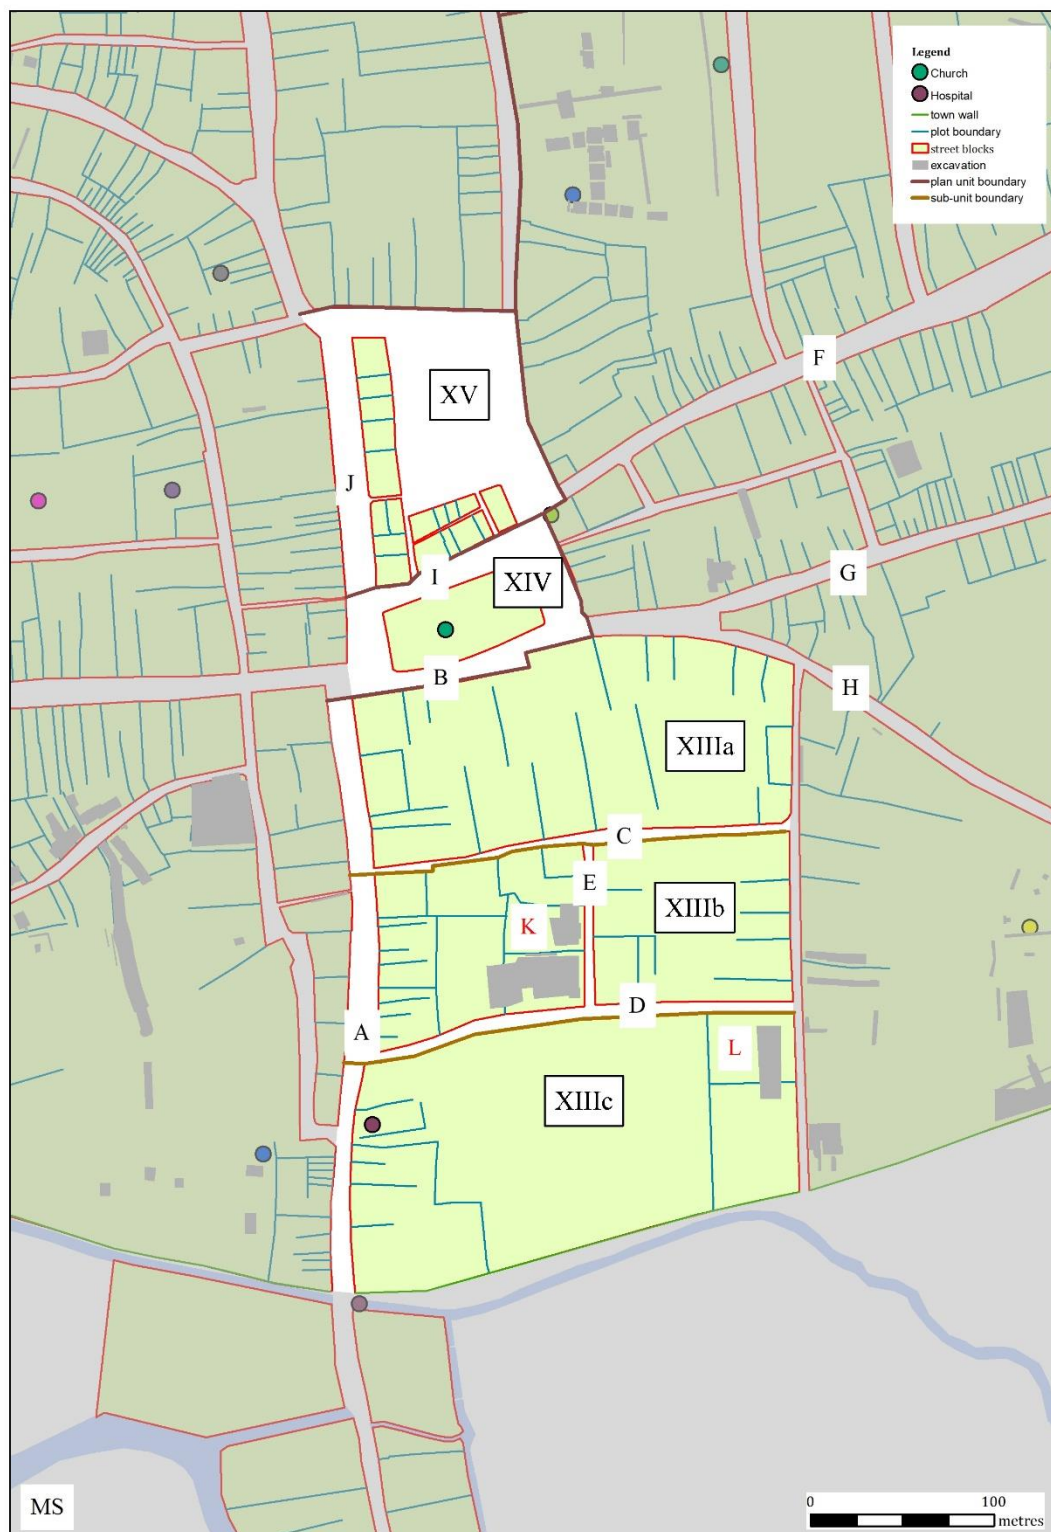 Legend
Church
Hospital
town wall
plot boundary
street blocks
excavation
plan unit boundary
sub-unit boundary
F
XV
J
I
XIV
G
B
H
XIIIa
C
E
XIIIb
K
D
A
L
XIIIc
MS
0 100
metres